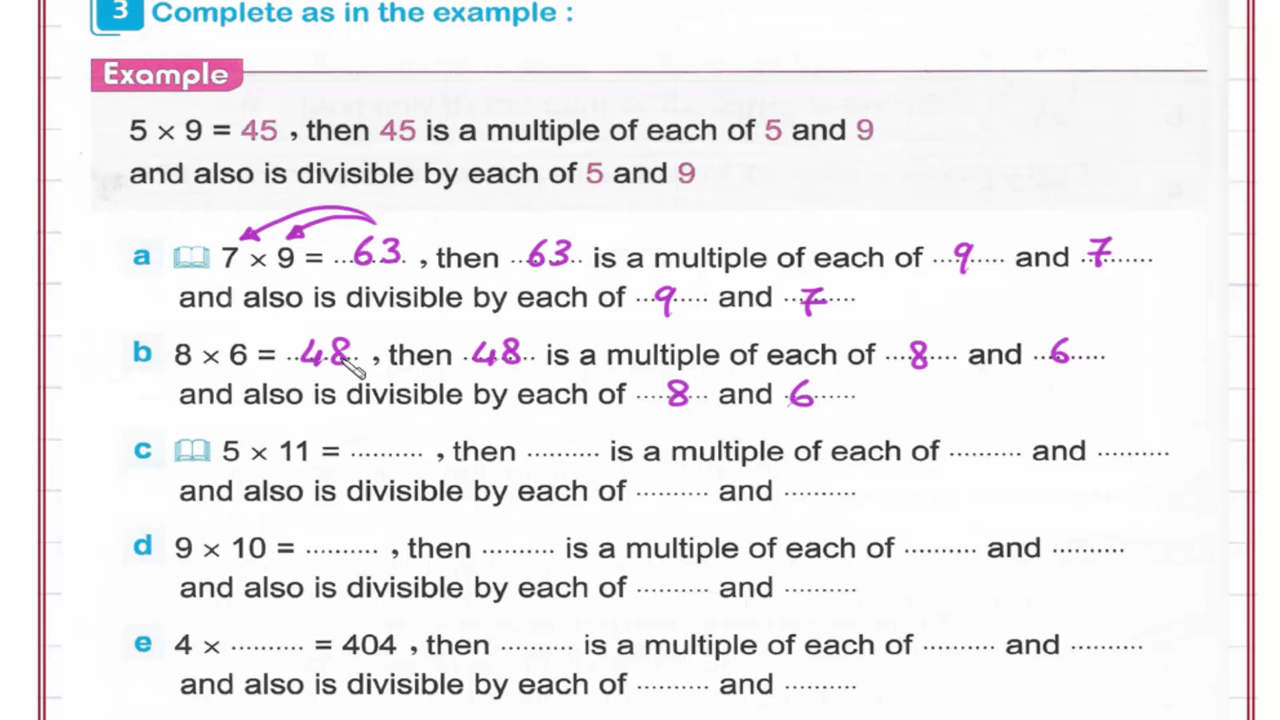 3 Complete as in the example :
Example
5 × 9 = 45 , then 45 is a multiple of each of 5 and 9
and also is divisible by each of 5 and 9
a 7 × 9 = ...63... , then ...63... is a multiple of each of ...9... and ...7...
and also is divisible by each of ...9... and ...7...
b 8 × 6 = ...48... , then ...48... is a multiple of each of ...8... and ...6...
and also is divisible by each of ...8... and ...6...
c 5 × 11 = .......... , then .......... is a multiple of each of .......... and ..........
and also is divisible by each of .......... and ..........
d 9 × 10 = .......... , then .......... is a multiple of each of .......... and ..........
and also is divisible by each of .......... and ..........
e 4 × .......... = 404 , then .......... is a multiple of each of .......... and ..........
and also is divisible by each of .......... and ..........